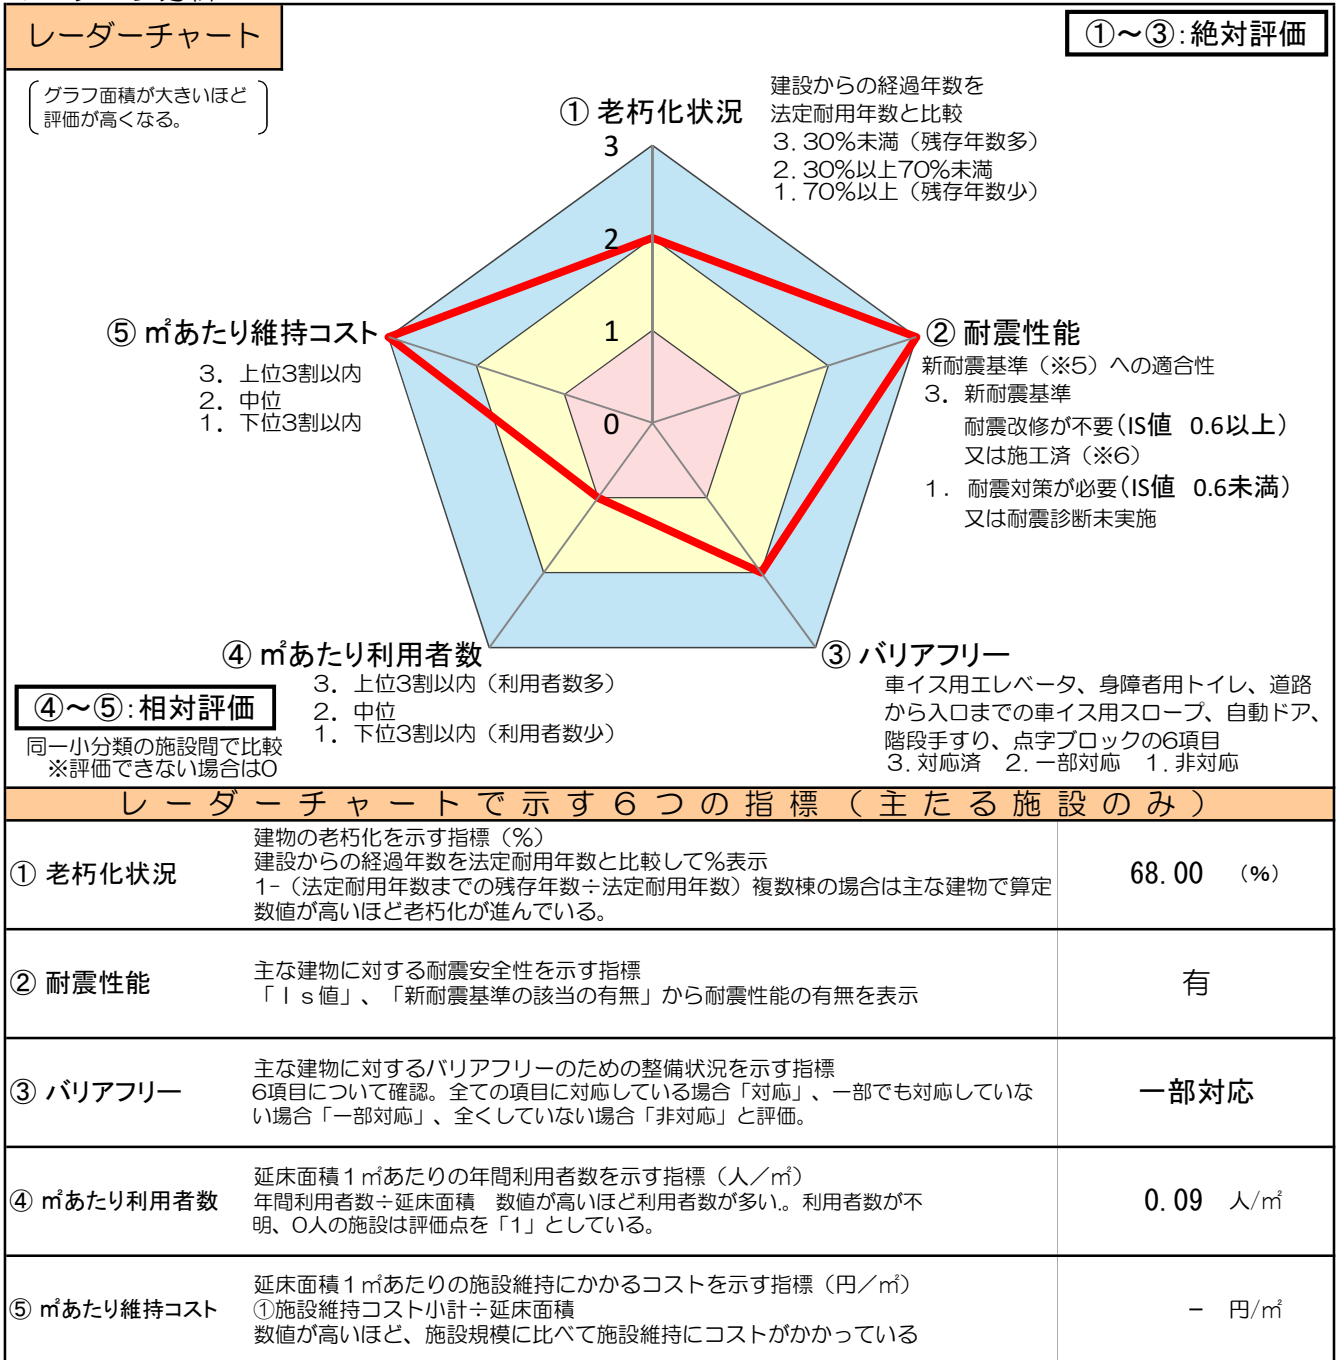 レーダーチャート
①～③:絶対評価
グラフ面積が大きいほど
評価が高くなる。
① 老朽化状況
建設からの経過年数を
法定耐用年数と比較
3. 30%未満（残存年数多）
2. 30%以上70%未満
1. 70%以上（残存年数少）
3
2
1
0
② 耐震性能
新耐震基準（※5）への適合性
3. 新耐震基準
耐震改修が不要(IS値 0.6以上)
又は施工済（※6）
1. 耐震対策が必要(IS値 0.6未満)
又は耐震診断未実施
⑤ ㎡あたり維持コスト
3. 上位3割以内
2. 中位
1. 下位3割以内
④ ㎡あたり利用者数
3. 上位3割以内（利用者数多）
2. 中位
1. 下位3割以内（利用者数少）
③ バリアフリー
車イス用エレベータ、身障者用トイレ、道路
から入口までの車イス用スロープ、自動ドア、
階段手すり、点字ブロックの6項目
3. 対応済 2. 一部対応 1. 非対応
④～⑤:相対評価
同一小分類の施設間で比較
※評価できない場合は0
レーダーチャートで示す６つの指標（主たる施設のみ）
① 老朽化状況
建物の老朽化を示す指標（%）
建設からの経過年数を法定耐用年数と比較して%表示
1-（法定耐用年数までの残存年数÷法定耐用年数）複数棟の場合は主な建物で算定
数値が高いほど老朽化が進んでいる。
68.00 （%）
② 耐震性能
主な建物に対する耐震安全性を示す指標
「Ｉｓ値」、「新耐震基準の該当の有無」から耐震性能の有無を表示
有
③ バリアフリー
主な建物に対するバリアフリーのための整備状況を示す指標
6項目について確認。全ての項目に対応している場合「対応」、一部でも対応していな
い場合「一部対応」、全くしていない場合「非対応」と評価。
一部対応
④ ㎡あたり利用者数
延床面積１㎡あたりの年間利用者数を示す指標（人／㎡）
年間利用者数÷延床面積　数値が高いほど利用者数が多い。利用者数が不
明、0人の施設は評価点を「1」としている。
0.09 人/㎡
⑤ ㎡あたり維持コスト
延床面積１㎡あたりの施設維持にかかるコストを示す指標（円／㎡）
①施設維持コスト小計÷延床面積
数値が高いほど、施設規模に比べて施設維持にコストがかかっている
- 円/㎡